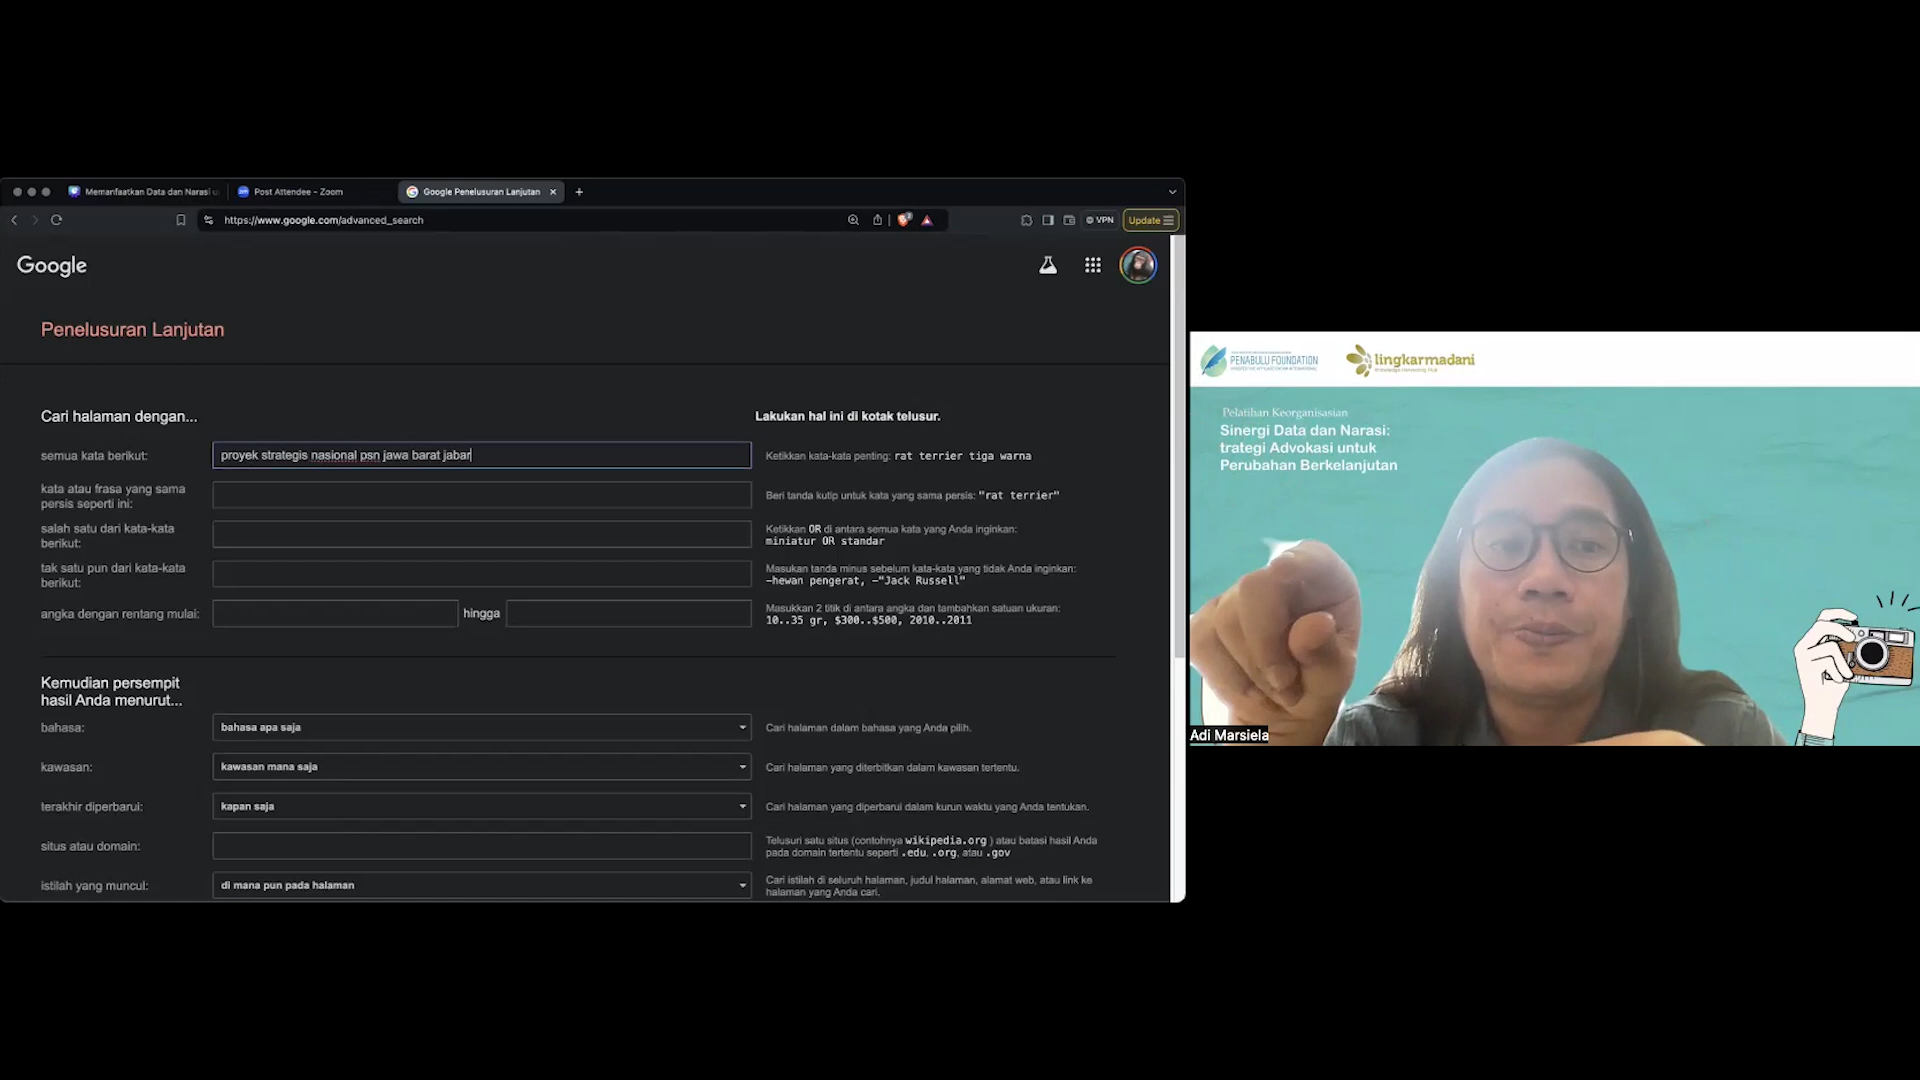 Memanfaatkan Data dan Narasi u
Post Attendee - Zoom
Google Penelusuran Lanjutan
https://www.google.com/advanced_search
VPN
Update
Google
Penelusuran Lanjutan
Cari halaman dengan...
Lakukan hal ini di kotak telusur.
semua kata berikut:
proyek strategis nasional psn jawa barat jabar
Ketikkan kata-kata penting: rat terrier tiga warna
kata atau frasa yang sama
persis seperti ini:
Beri tanda kutip untuk kata yang sama persis: "rat terrier"
salah satu dari kata-kata
berikut:
Ketikkan OR di antara semua kata yang Anda inginkan:
miniatur OR standar
tak satu pun dari kata-kata
berikut:
Masukan tanda minus sebelum kata-kata yang tidak Anda inginkan:
-hewan pengerat, -"Jack Russell"
angka dengan rentang mulai:
hingga
Masukkan 2 titik di antara angka dan tambahkan satuan ukuran:
10..35 gr, $300..$500, 2010..2011
Kemudian persempit
hasil Anda menurut...
bahasa:
bahasa apa saja
Cari halaman dalam bahasa yang Anda pilih.
kawasan:
kawasan mana saja
Cari halaman yang diterbitkan dalam kawasan tertentu.
terakhir diperbarui:
kapan saja
Cari halaman yang diperbarui dalam kurun waktu yang Anda tentukan.
situs atau domain:
Telusuri satu situs (contohnya wikipedia.org ) atau batasi hasil Anda
pada domain tertentu seperti .edu, .org, atau .gov
istilah yang muncul:
di mana pun pada halaman
Cari istilah di seluruh halaman, judul halaman, alamat web, atau link ke
halaman yang Anda cari.
PENABULU FOUNDATION
lingkarmadani
Knowledge Harvesting Hub
Pelatihan Keorganisasian
Sinergi Data dan Narasi:
trategi Advokasi untuk
Perubahan Berkelanjutan
Adi Marsiela